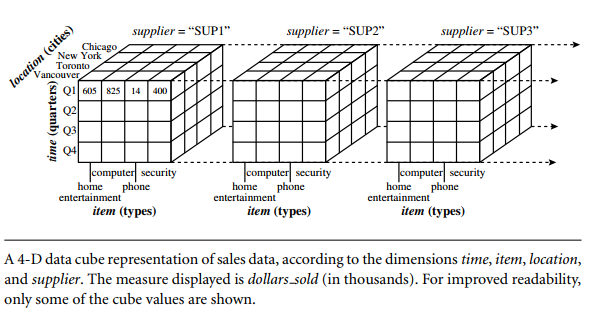 supplier = “SUP1” supplier = “SUP2” supplier = “SUP3”
location (cities)
Chicago
New York
Toronto
Vancouver
time (quarters)
Q1 605 825 14 400
Q2
Q3
Q4
computer security computer security computer security
home phone home phone home phone
entertainment entertainment entertainment
item (types) item (types) item (types)
A 4-D data cube representation of sales data, according to the dimensions time, item, location,
and supplier. The measure displayed is dollars_sold (in thousands). For improved readability,
only some of the cube values are shown.